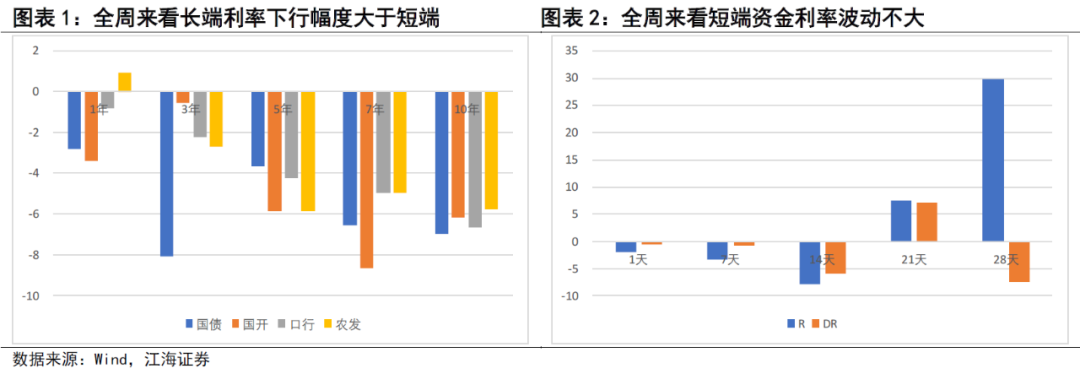 图表 1：全周来看长端利率下行幅度大于短端
2
0
-2
-4
-6
-8
-10
1年
3年
5年
7年
10年
国债 国开 口行 农发
图表 2：全周来看短端资金利率波动不大
35
30
25
20
15
10
5
0
-5
-10
1天
7天
14天
21天
28天
R DR
数据来源：Wind，江海证券